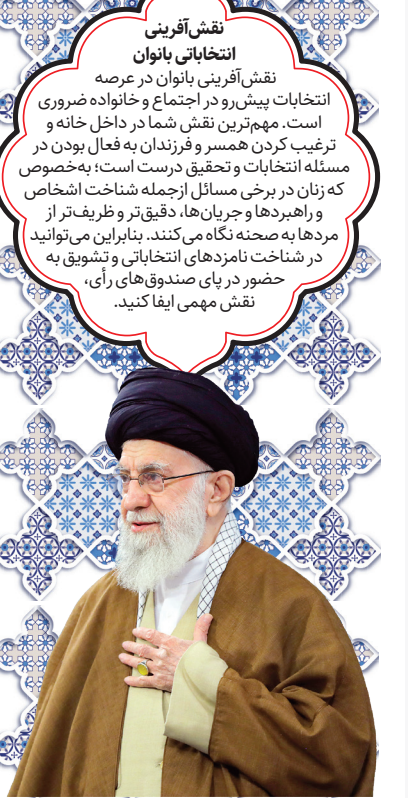 نقش‌آفرینی
انتخاباتی بانوان
نقش‌آفرینی بانوان در عرصه
انتخابات پیش‌رو در اجتماع و خانواده ضروری
است. مهم‌ترین نقش شما در داخل خانه و
ترغیب کردن همسر و فرزندان به فعال بودن در
مسئله انتخابات و تحقیق درست است؛ به‌خصوص
که زنان در برخی مسائل ازجمله شناخت اشخاص
و راهبردها و جریان‌ها، دقیق‌تر و ظریف‌تر از
مردها به صحنه نگاه می‌کنند. بنابراین می‌توانید
در شناخت نامزدهای انتخاباتی و تشویق به
حضور در پای صندوق‌های رأی،
نقش مهمی ایفا کنید.